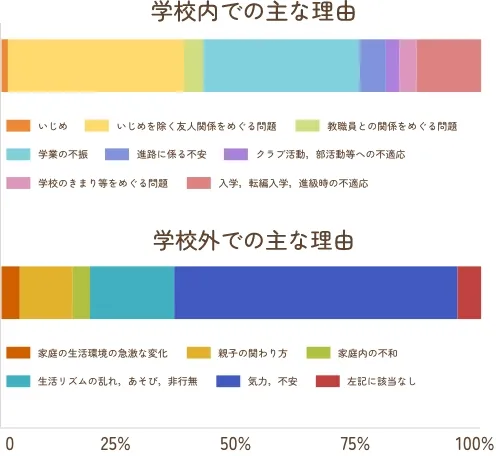 学校内での主な理由
いじめ いじめを除く友人関係をめぐる問題 教職員との関係をめぐる問題
学業の不振 進路に係る不安 クラブ活動，部活動等への不適応
学校のきまり等をめぐる問題 入学，転編入学，進級時の不適応
学校外での主な理由
家庭の生活環境の急激な変化 親子の関わり方 家庭内の不和
生活リズムの乱れ，あそび，非行無 気力，不安 左記に該当なし
0 25% 50% 75% 100%